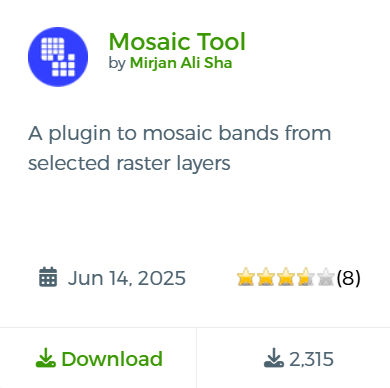 Mosaic Tool
by Mirjan Ali Sha
A plugin to mosaic bands from
selected raster layers
Jun 14, 2025 (8)
Download 2,315